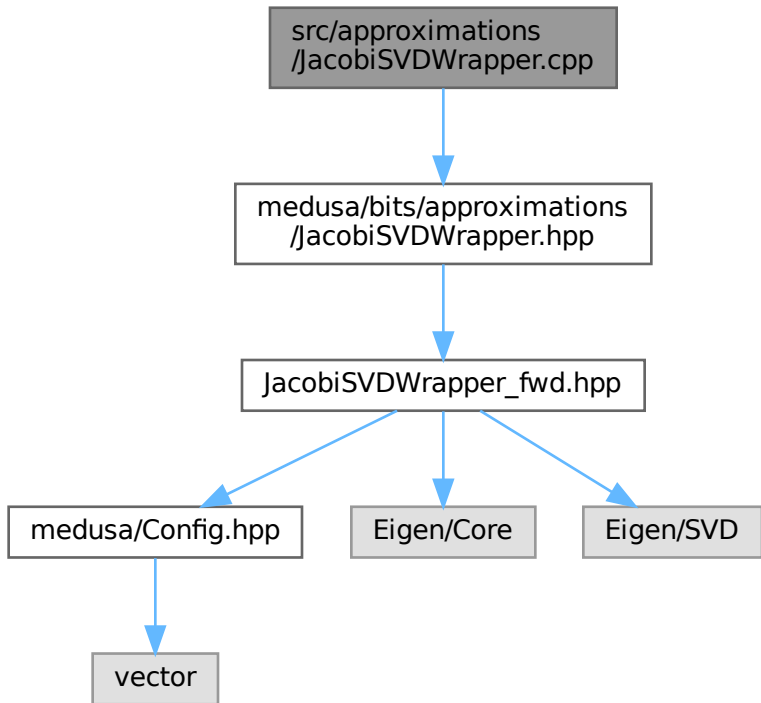 src/approximations
/JacobiSVDWrapper.cpp
medusa/bits/approximations
/JacobiSVDWrapper.hpp
JacobiSVDWrapper_fwd.hpp
medusa/Config.hpp
Eigen/Core
Eigen/SVD
vector